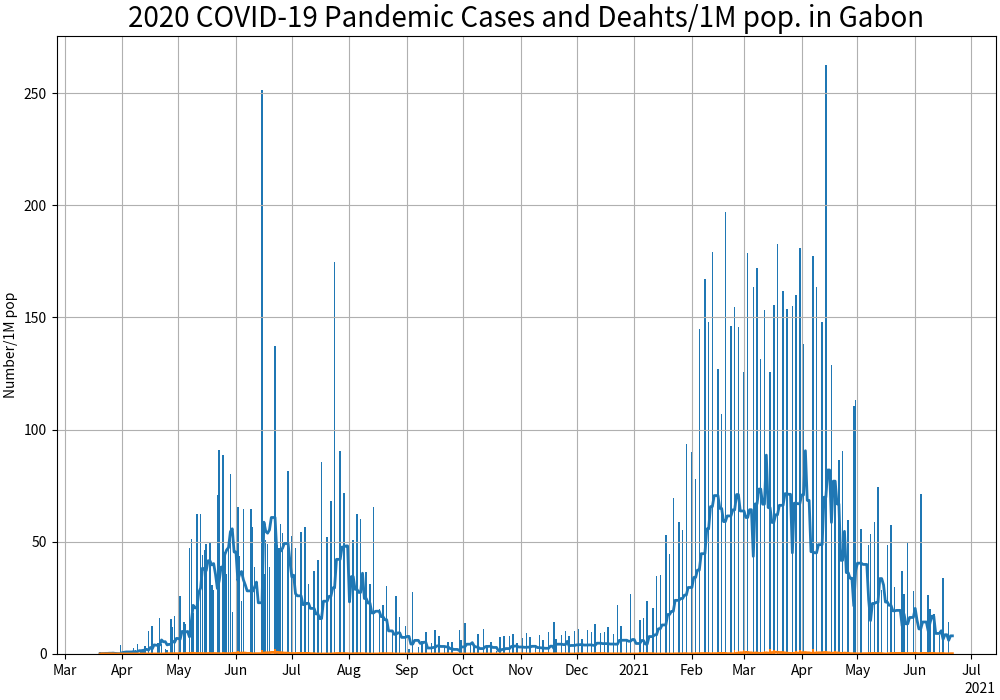 2020 COVID-19 Pandemic Cases and Deahts/1M pop. in Gabon
Number/1M pop
250
200
150
100
50
0
Mar Apr May Jun Jul Aug Sep Oct Nov Dec 2021 Feb Mar Apr May Jun Jul
2021